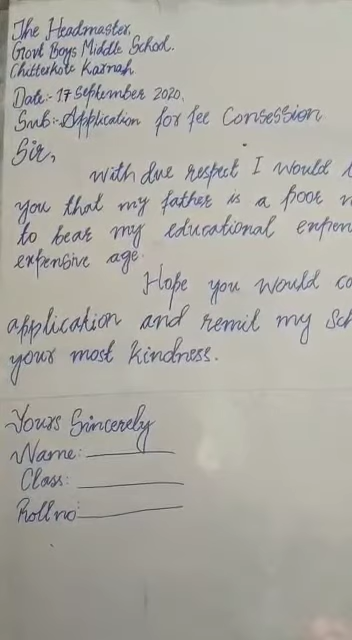 The Headmaster,
Govt Boys Middle School.
Chitterkote Karnah
Date:- 17 September 2020.
Sub:- Application for fee Consession
Sir,
With due respect I would
you that my father is a poor
to bear my educational
expensive age.
Hope you would
application and remit my
your most kindness.
Yours Sincerely
Name:
Class:
Roll no: